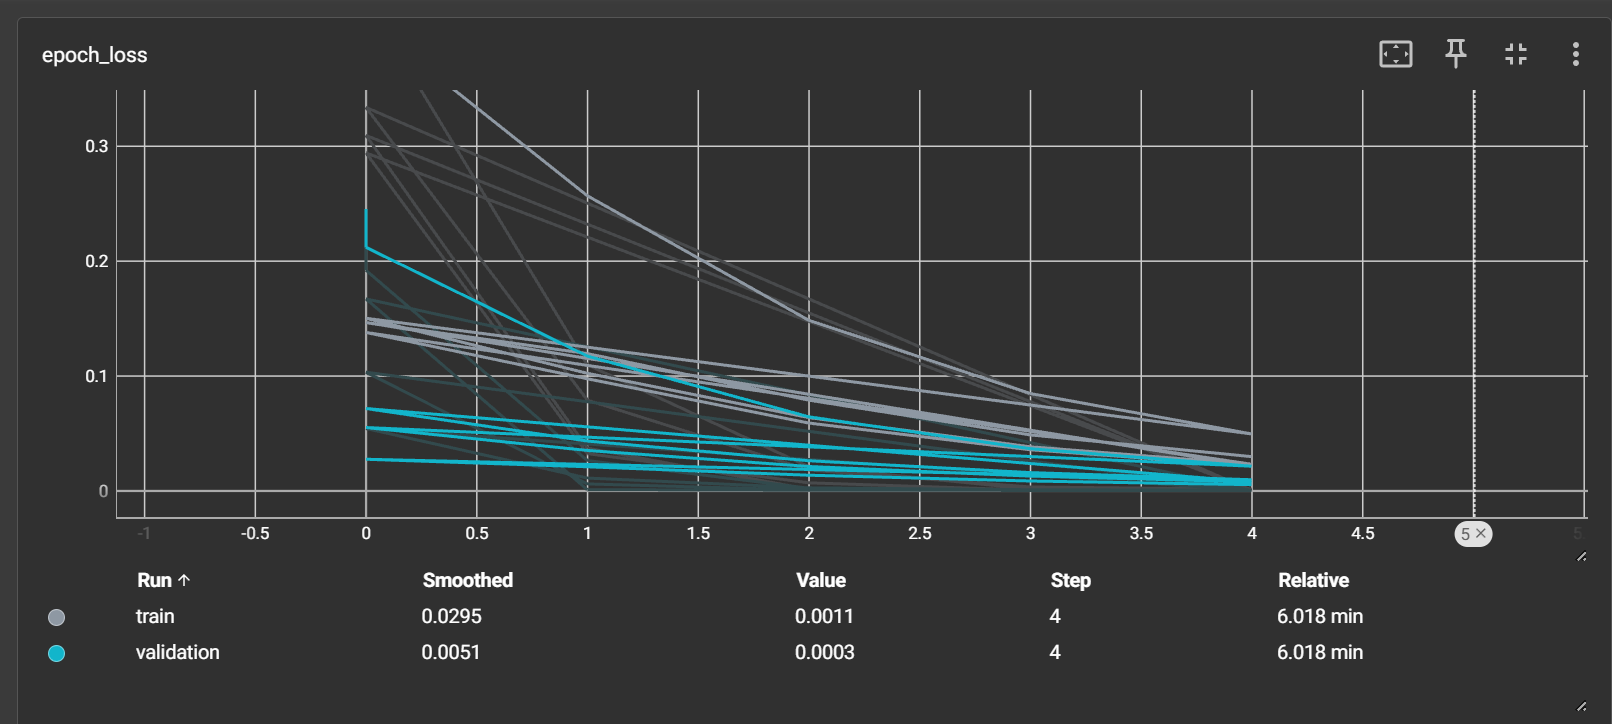 epoch_loss
0.3
0.2
0.1
0
-1 -0.5 0 0.5 1 1.5 2 2.5 3 3.5 4 4.5 5 × 5
Run ↑ Smoothed Value Step Relative
train 0.0295 0.0011 4 6.018 min
validation 0.0051 0.0003 4 6.018 min